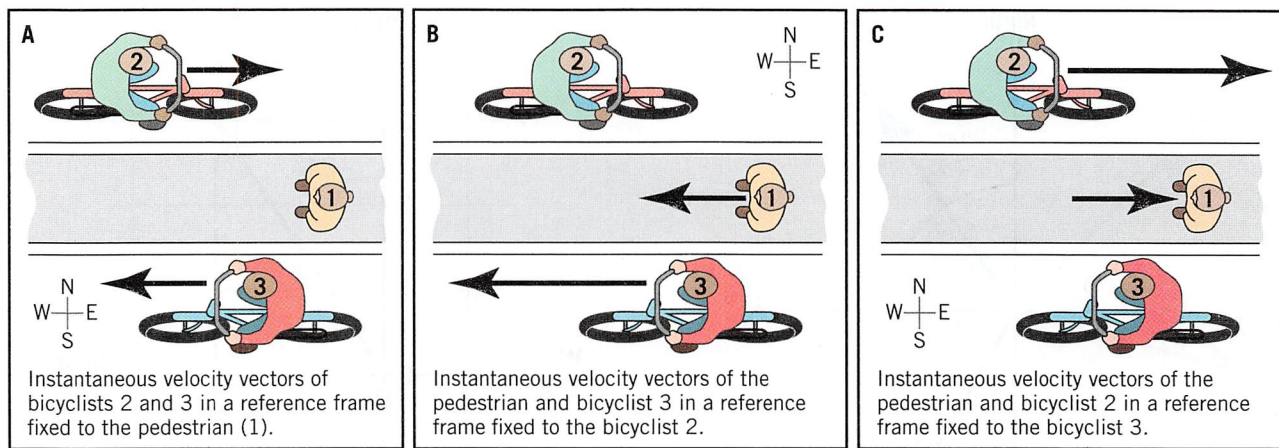 A
2
1
3
N
W E
S
Instantaneous velocity vectors of
bicyclists 2 and 3 in a reference frame
fixed to the pedestrian (1).
B
N
W E
S
2
1
3
Instantaneous velocity vectors of the
pedestrian and bicyclist 3 in a reference
frame fixed to the bicyclist 2.
C
2
1
3
N
W E
S
Instantaneous velocity vectors of the
pedestrian and bicyclist 2 in a reference
frame fixed to the bicyclist 3.